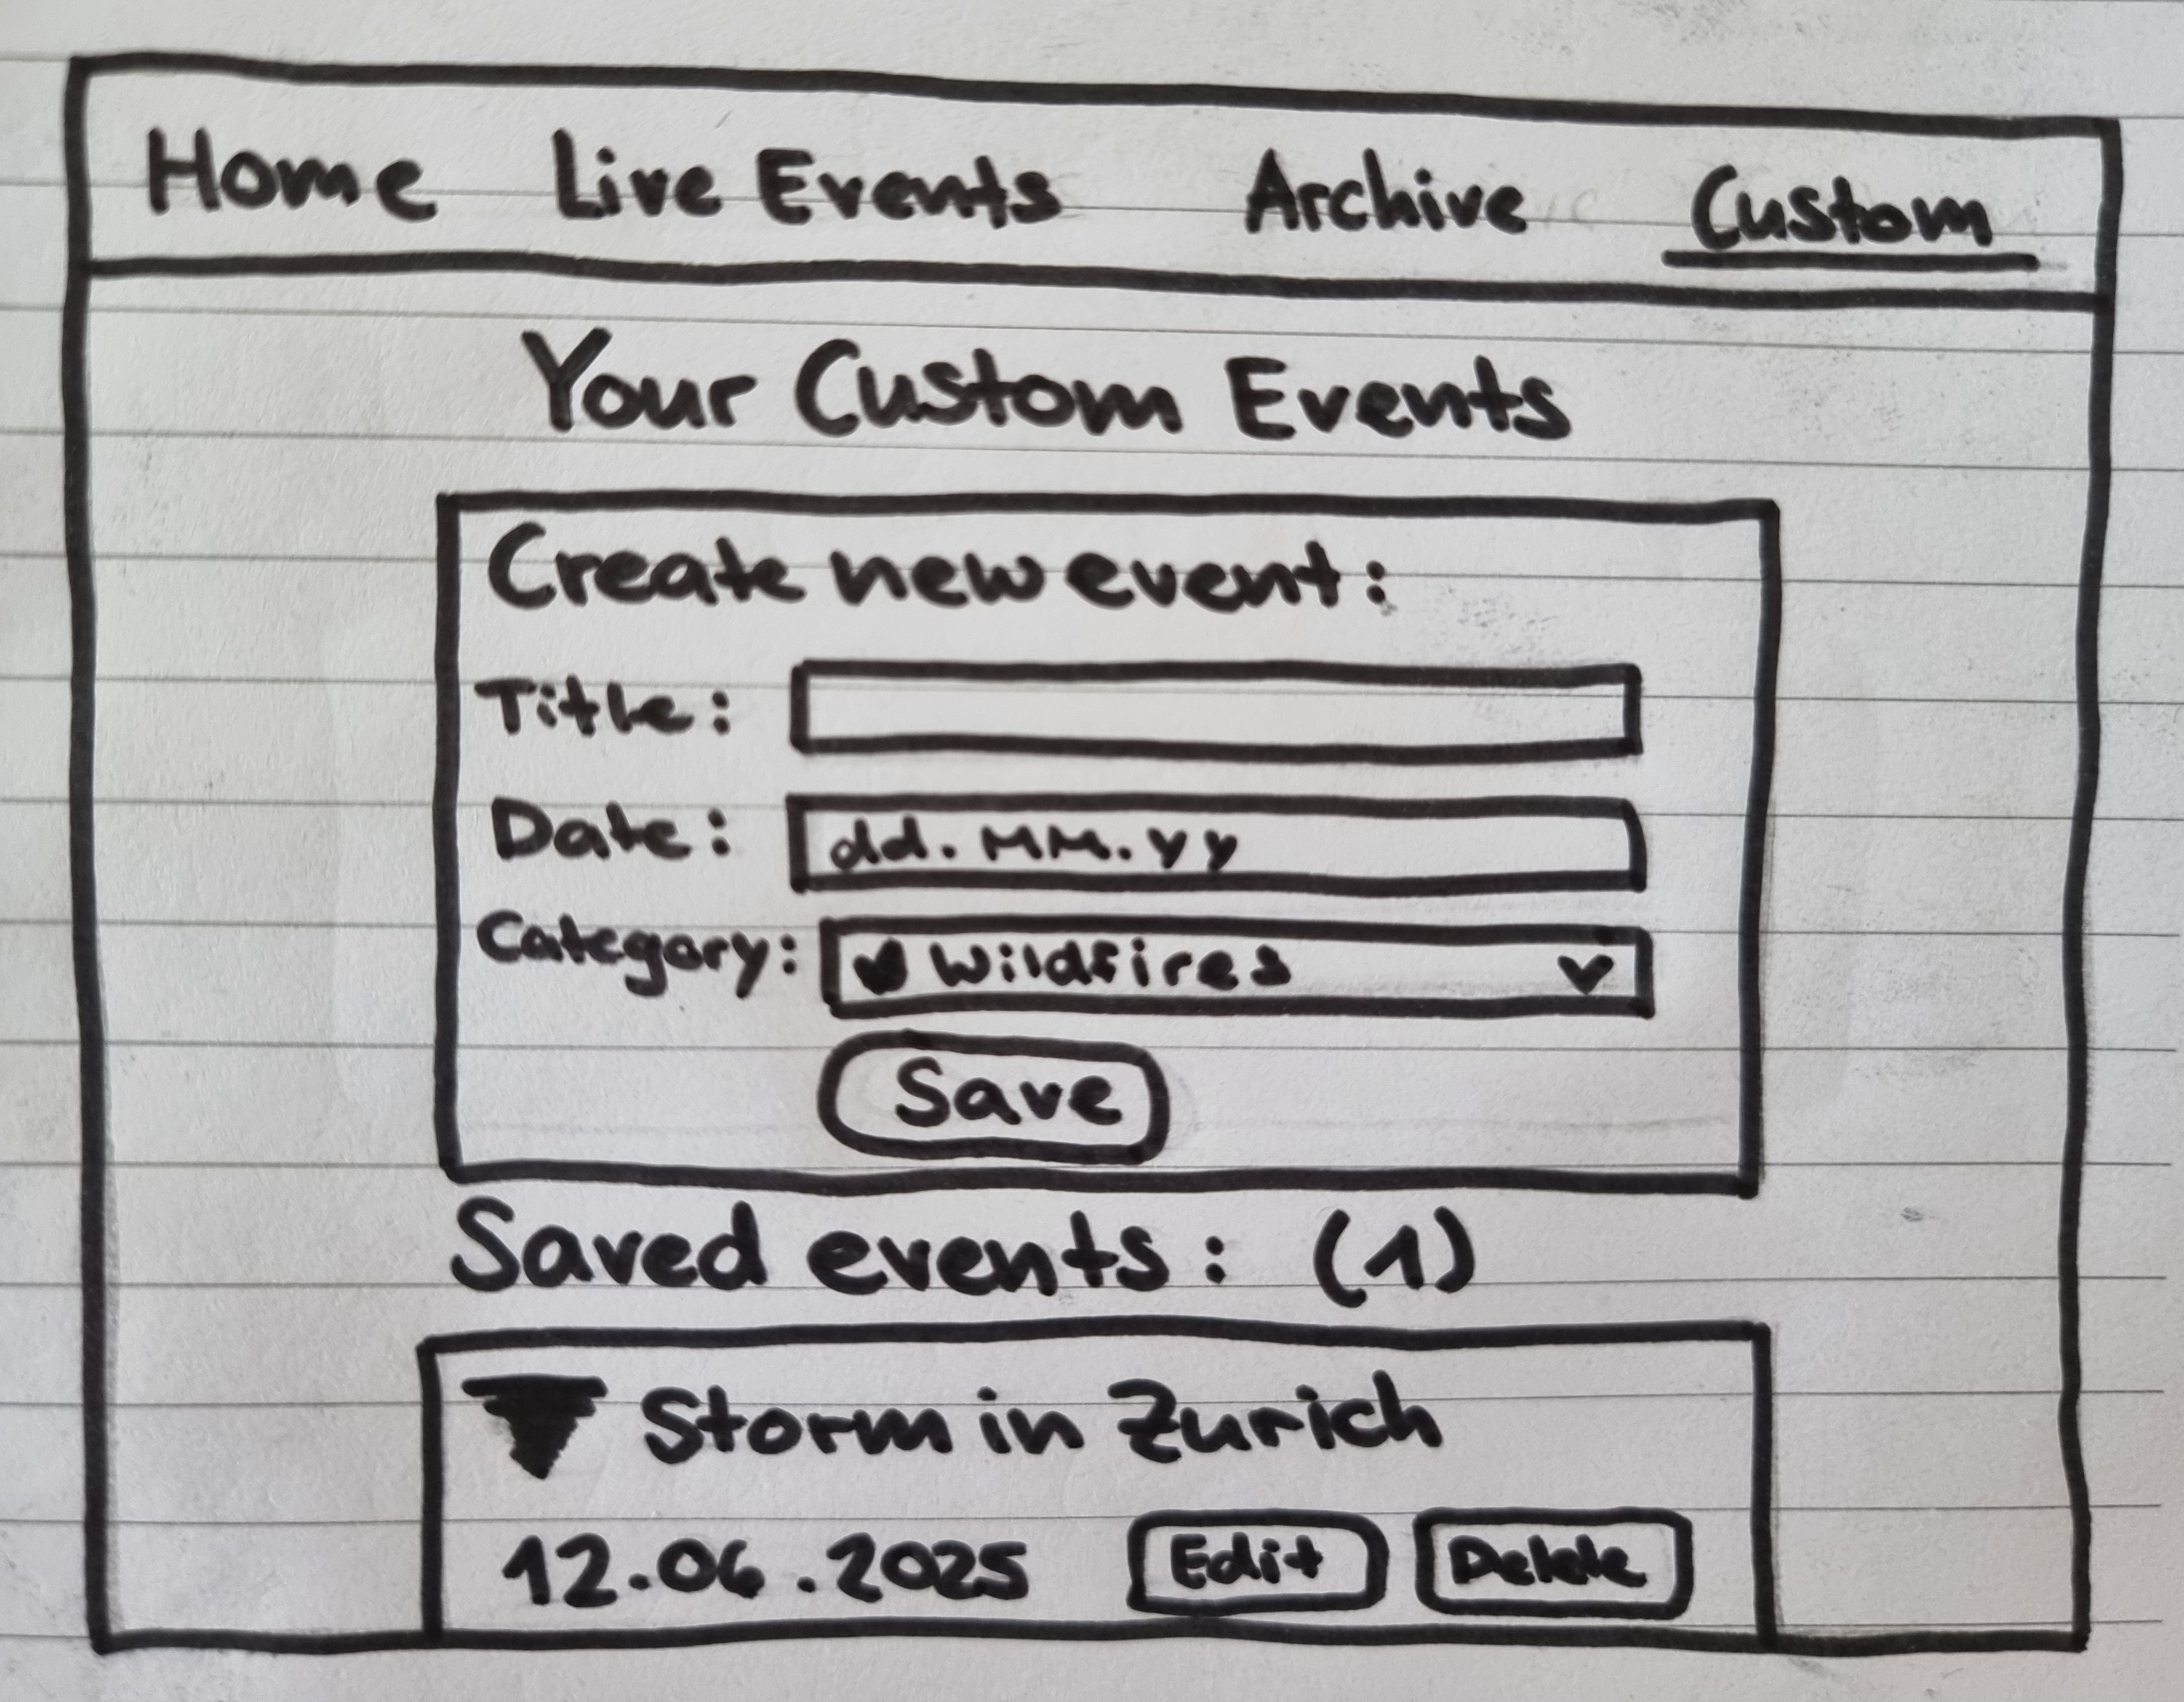 Home Live Events Archive Custom
Your Custom Events
Create new event:
Title:
Date: dd.MM.yy
Category: Wildfires
Save
Saved events: (1)
Storm in Zurich
12.06.2025 Edit Delete